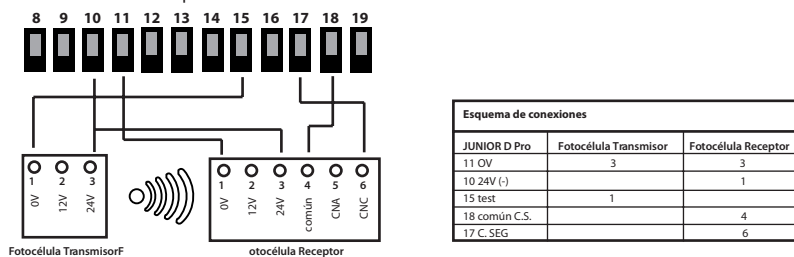 8 9 10 11 12 13 14 15 16 17 18 19
1 2 3
0V 12V 24V
1 2 3 4 5 6
0V 12V 24V común CNA CNC
Fotocélula TransmisorF
otocélula Receptor
Esquema de conexiones
JUNIOR D Pro Fotocélula Transmisor Fotocélula Receptor
11 OV 3 3
10 24V (-) 1
15 test 1
18 común C.S. 4
17 C. SEG 6